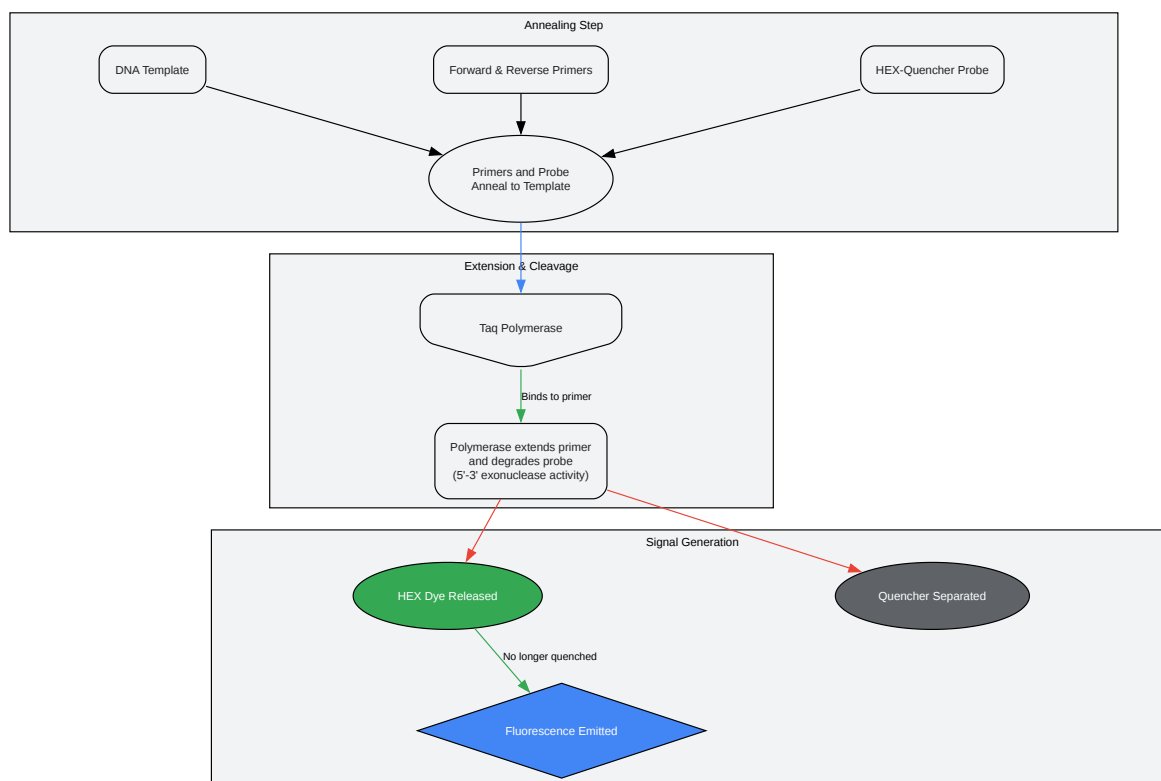 Annealing Step
DNA Template
Forward & Reverse Primers
HEX-Quencher Probe
Primers and Probe
Anneal to Template
Extension & Cleavage
Taq Polymerase
Binds to primer
Polymerase extends primer
and degrades probe
(5'-3' exonuclease activity)
Signal Generation
HEX Dye Released
Quencher Separated
No longer quenched
Fluorescence Emitted